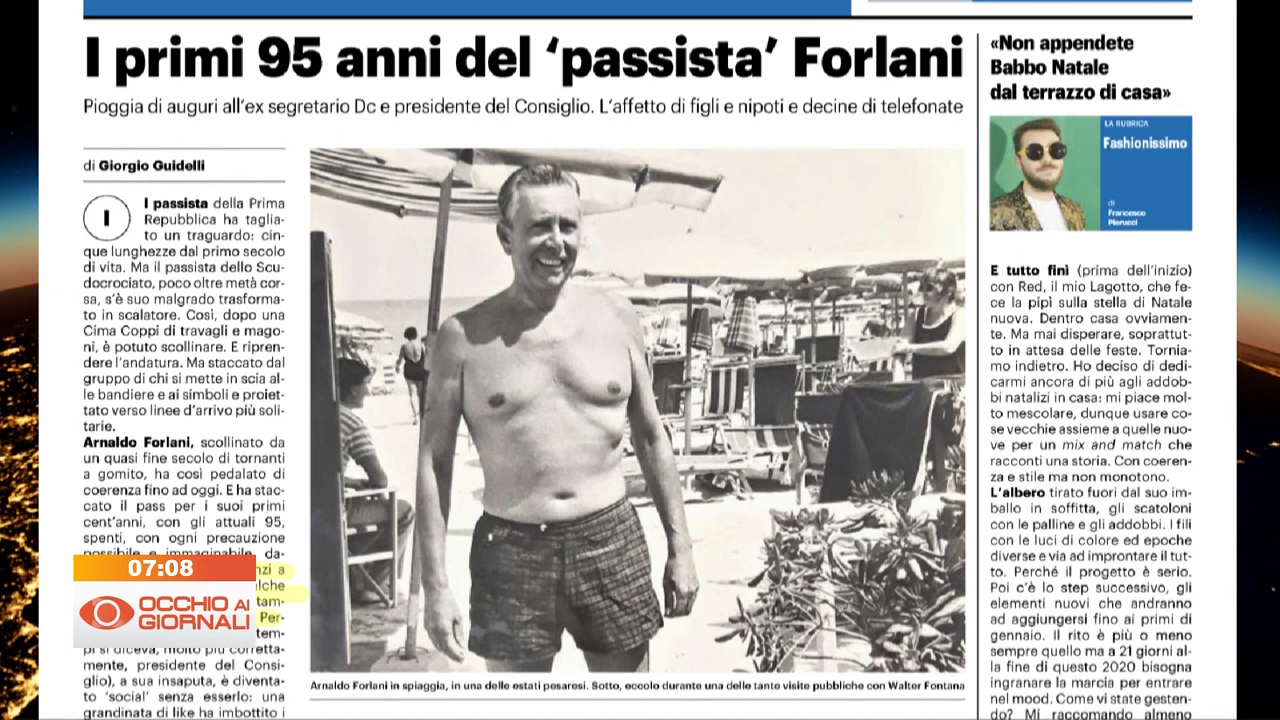 I primi 95 anni del ‘passista’ Forlani
Pioggia di auguri all’ex segretario Dc e presidente del Consiglio. L’affetto di figli e nipoti e decine di telefonate
di Giorgio Guidelli
I
l passista della Prima
Repubblica ha taglia-
to un traguardo: cin-
que lunghezze dal primo secolo
di vita. Ma il passista dello Scu-
docrociato, poco oltre metà cor-
sa, s’è suo malgrado trasforma-
to in scalatore. Così, dopo una
Cima Coppi di travagli e mago-
ni, è potuto scollinare. E ripren-
dere l’andatura. Ma staccato dal
gruppo di chi si mette in scia al-
le bandiere e ai simboli e proiet-
tato verso linee d’arrivo più soli-
tarie.
Arnaldo Forlani, scollinato da
un quasi fine secolo di tornanti
a gomito, ha così pedalato di
coerenza fino ad oggi. E ha stac-
cato il pass per i suoi primi
cent’anni, con gli attuali 95,
spenti, con ogni precauzione
possibile e immaginabile, da-
nzi a
lche
tam-
Per-
tem-
pi si diceva, molto più corretta-
mente, presidente del Consi-
glio), a sua insaputa, è diventa-
to ‘social’ senza esserlo: una
grandinata di like ha imbottito i
07:08
OCCHIO AI
GIORNALI
Arnaldo Forlani in spiaggia, in una delle estati pesaresi. Sotto, eccolo durante una delle tante visite pubbliche con Walter Fontana
«Non appendete
Babbo Natale
dal terrazzo di casa»
LA RUBRICA
Fashionissimo
di
Francesco
Pierucci
E tutto finì (prima dell’inizio)
con Red, il mio Lagotto, che fe-
ce la pipì sulla stella di Natale
nuova. Dentro casa ovviamen-
te. Ma mai disperare, soprattut-
to in attesa delle feste. Tornia-
mo indietro. Ho deciso di dedi-
carmi ancora di più agli addob-
bi natalizi in casa: mi piace mol-
to mescolare, dunque usare co-
se vecchie assieme a quelle nuo-
ve per un mix and match che
racconti una storia. Con coeren-
za e stile ma non monotono.
L’albero tirato fuori dal suo im-
ballo in soffitta, gli scatoloni
con le palline e gli addobbi. I fili
con le luci di colore ed epoche
diverse e via ad improntare il tut-
to. Perché il progetto è serio.
Poi c’è lo step successivo, gli
elementi nuovi che andranno
ad aggiungersi fino ai primi di
gennaio. Il rito è più o meno
sempre quello ma a 21 giorni al-
la fine di questo 2020 bisogna
ingranare la marcia per entrare
nel mood. Come vi state gesten-
do? Mi raccomando almeno